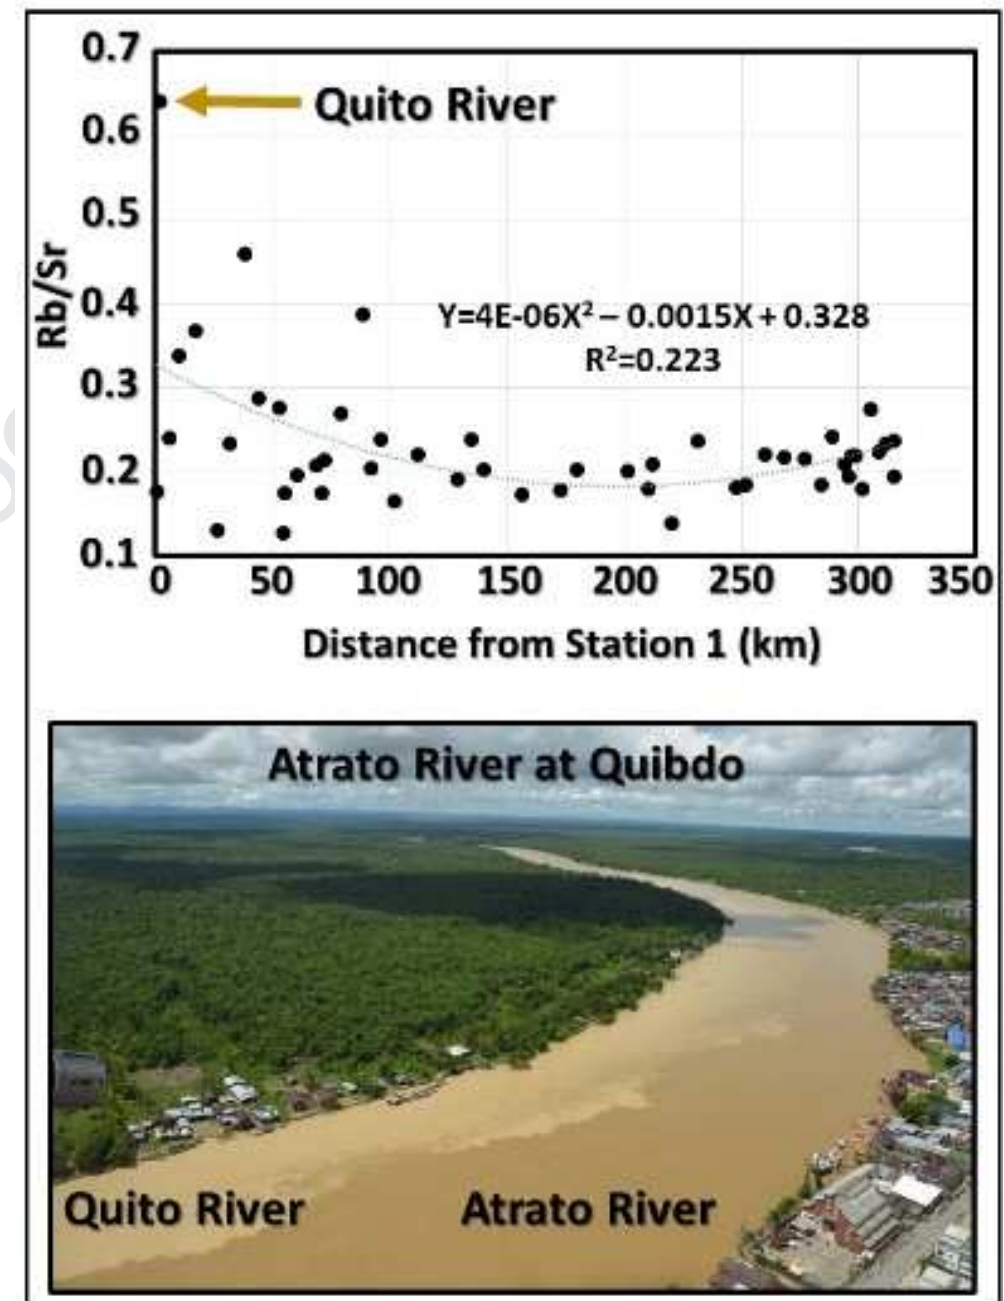 0.7
Quito River
0.6
0.5
0.4
0.3
0.2
0.1
Rb/Sr
Y=4E-06X² – 0.0015X + 0.328
R²=0.223
0 50 100 150 200 250 300 350
Distance from Station 1 (km)
Atrato River at Quibdo
Quito River
Atrato River